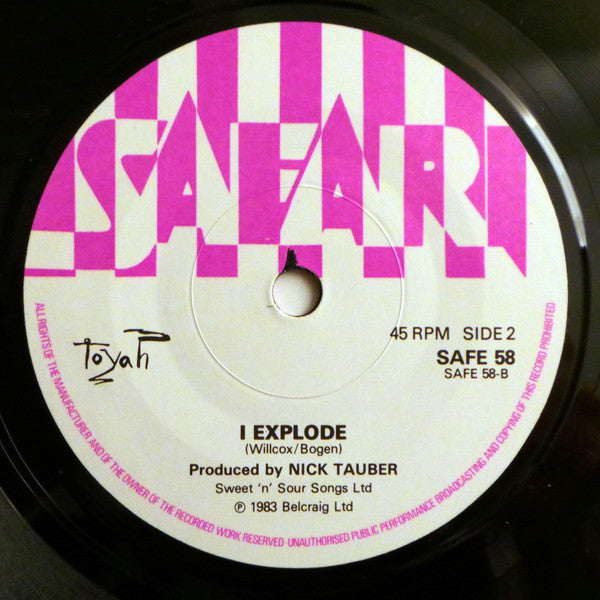 SAFARI
toyah
45 RPM SIDE 2
SAFE 58
SAFE 58-B
I EXPLODE
(Willcox/Bogen)
Produced by NICK TAUBER
Sweet 'n' Sour Songs Ltd
℗ 1983 Belcraig Ltd
ALL RIGHTS OF THE MANUFACTURER AND OF THE OWNER OF THE RECORDED WORK RESERVED · UNAUTHORISED PUBLIC PERFORMANCE BROADCASTING AND COPYING OF THIS RECORD PROHIBITED